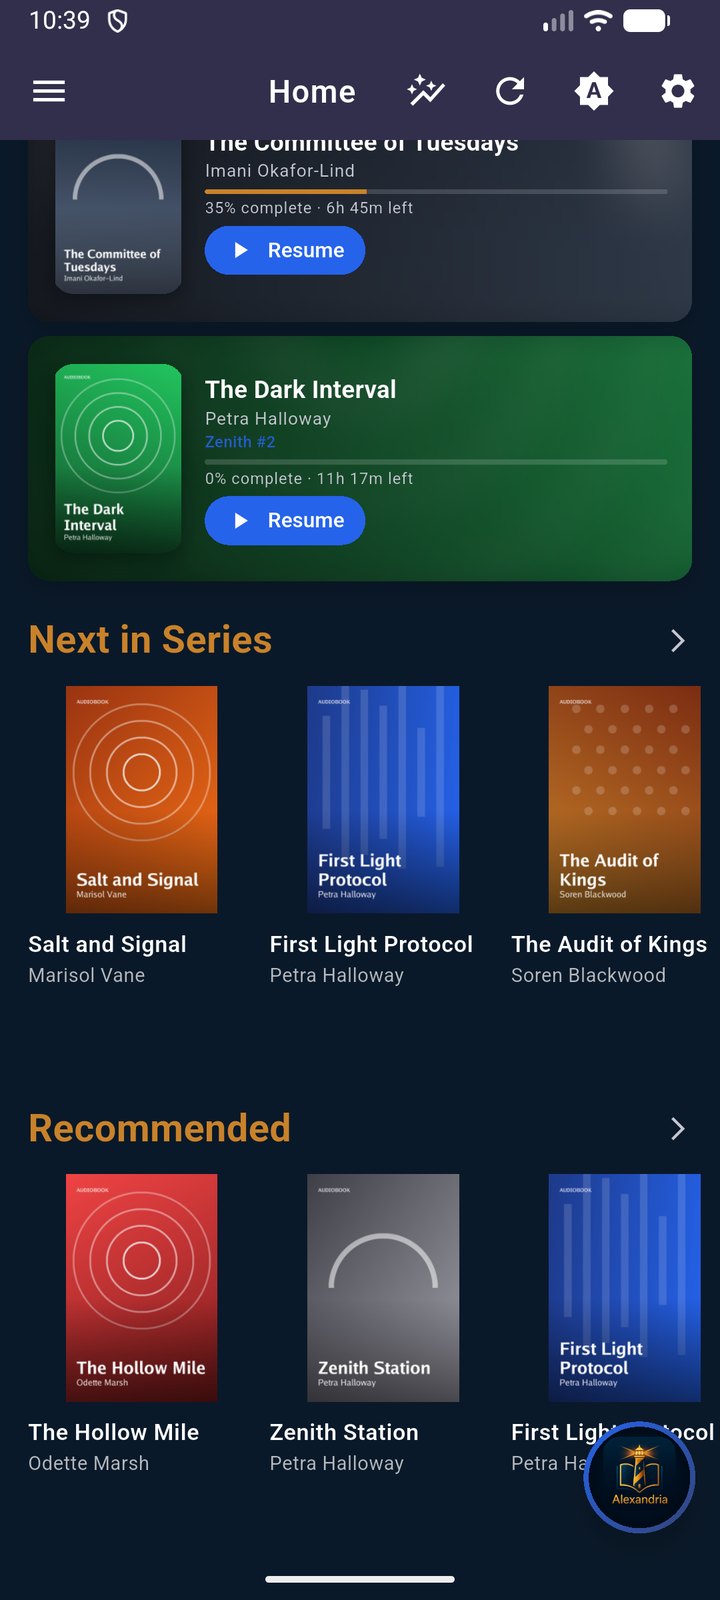 10:39
Home
A
The Committee of Tuesdays
Imani Okafor-Lind
35% complete · 6h 45m left
Resume
The Committee of
Tuesdays
Imani Okafor-Lind
AUDIOBOOK
The Dark
Interval
Petra Halloway
The Dark Interval
Petra Halloway
Zenith #2
0% complete · 11h 17m left
Resume
Next in Series
AUDIOBOOK
Salt and Signal
Marisol Vane
AUDIOBOOK
First Light
Protocol
Petra Halloway
AUDIOBOOK
The Audit of
Kings
Soren Blackwood
Salt and Signal
Marisol Vane
First Light Protocol
Petra Halloway
The Audit of Kings
Soren Blackwood
Recommended
AUDIOBOOK
The Hollow Mile
Odette Marsh
AUDIOBOOK
Zenith Station
Petra Halloway
AUDIOBOOK
First Light
Protocol
Petra Halloway
The Hollow Mile
Odette Marsh
Zenith Station
Petra Halloway
First Light
Petra
Alexandria